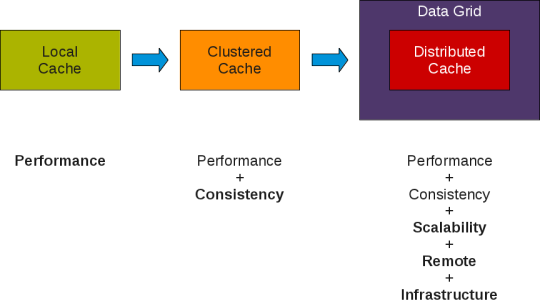 Local
Cache
Clustered
Cache
Data Grid
Distributed
Cache
Performance
Performance
+
Consistency
Performance
+
Consistency
+
Scalability
+
Remote
+
Infrastructure